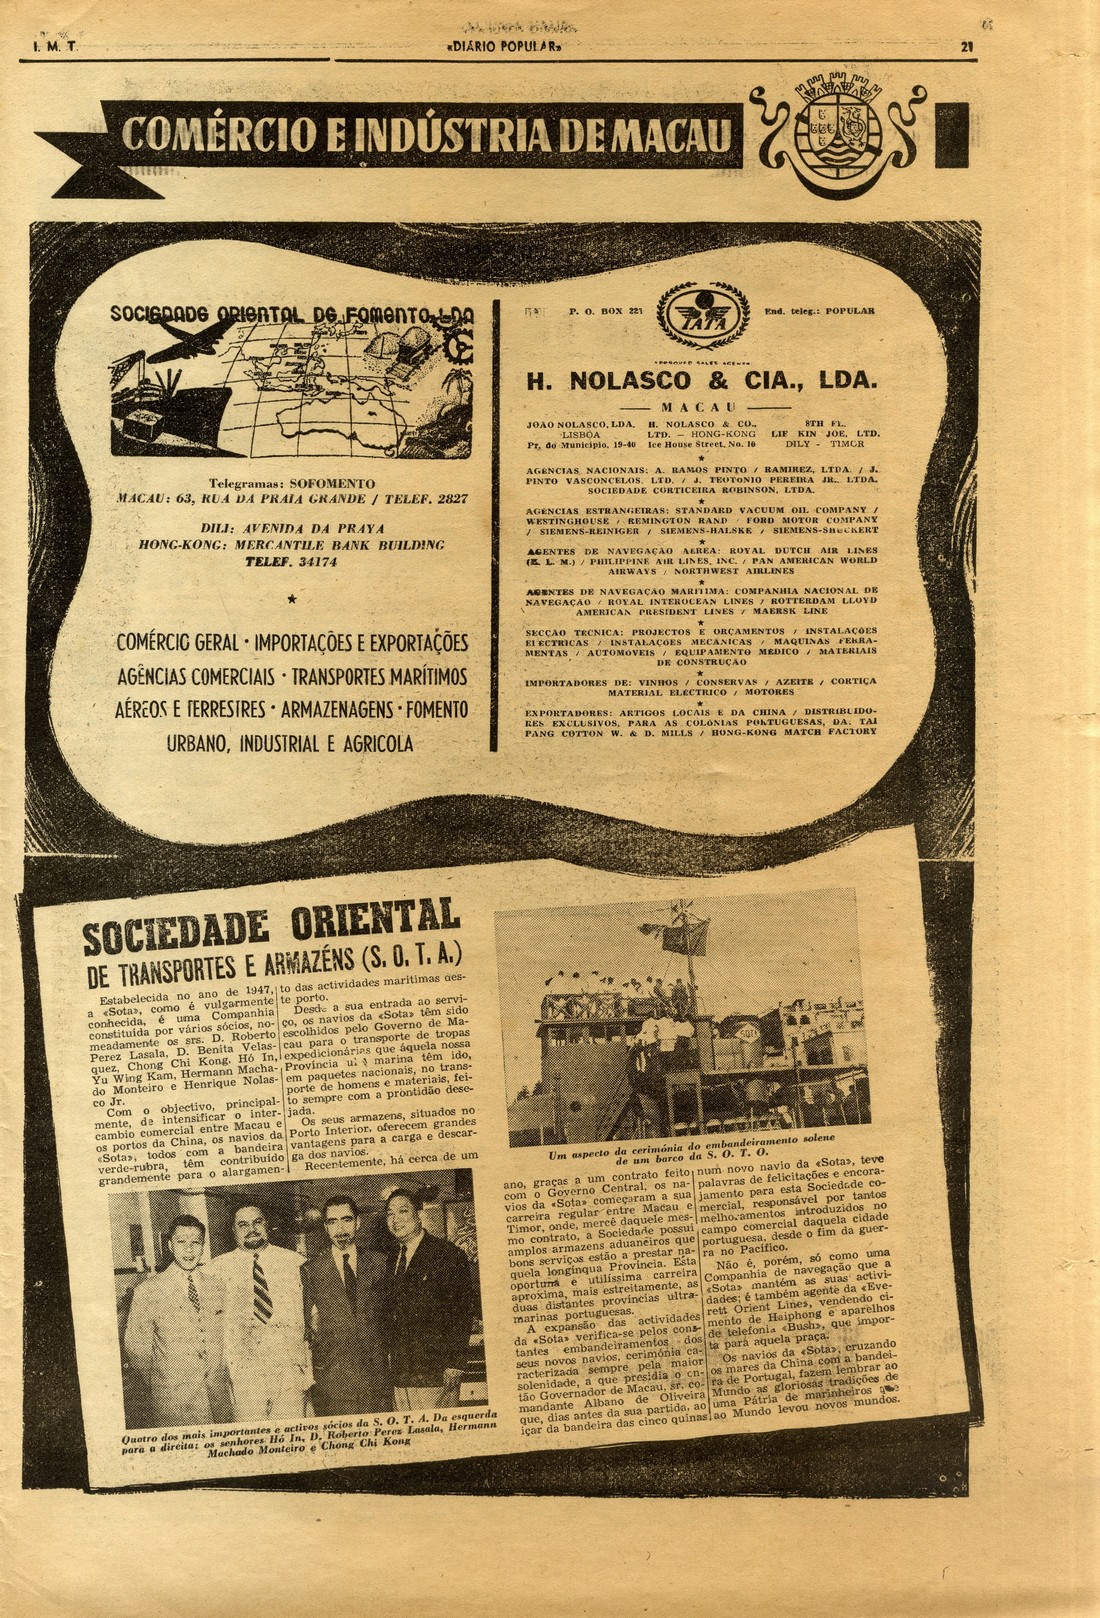 I. M. T.
«DIÁRIO POPULAR»
21
COMÉRCIO E INDÚSTRIA DE MACAU
SOCIEDADE ORIENTAL DE FOMENTO, LDA
Telegramas: SOFOMENTO
MACAU: 63, RUA DA PRAIA GRANDE / TELEF. 2827
DILI: AVENIDA DA PRAYA
HONG-KONG: MERCANTILE BANK BUILDING
TELEF. 34174
COMÉRCIO GERAL · IMPORTAÇÕES E EXPORTAÇÕES
AGÊNCIAS COMERCIAIS · TRANSPORTES MARÍTIMOS
AÉREOS E TERRESTRES · ARMAZENAGENS · FOMENTO
URBANO, INDUSTRIAL E AGRICOLA
P. O. BOX 223
IATA
End. teleg.: POPULAR
APPROVED SALES AGENTS
H. NOLASCO & CIA., LDA.
MACAU
JOÃO NOLASCO, LDA. H. NOLASCO & CO., 8TH FL.
LISBOA LTD. — HONG-KONG LIF KIN JOE, LTD.
Pr. do Municipio, 19-40 Ice House Street, No. 10 DILY - TIMOR
AGENCIAS NACIONAIS: A. RAMOS PINTO / RAMIREZ, LTDA. / J.
PINTO VASCONCELOS, LTD. / J. TEOTONIO PEREIRA JR., LTDA.
SOCIEDADE CORTICEIRA ROBINSON, LTDA.
AGENCIAS ESTRANGEIRAS: STANDARD VACUUM OIL COMPANY /
WESTINGHOUSE / REMINGTON RAND / FORD MOTOR COMPANY
/ SIEMENS-REINIGER / SIEMENS-HALSKE / SIEMENS-SHUCKERT
AGENTES DE NAVEGAÇÃO AEREA: ROYAL DUTCH AIR LINES
(K. L. M.) / PHILIPPINE AIR LINES, INC. / PAN AMERICAN WORLD
AIRWAYS / NORTHWEST AIRLINES
AGENTES DE NAVEGAÇÃO MARITIMA: COMPANHIA NACIONAL DE
NAVEGAÇÃO / ROYAL INTEROCEAN LINES / ROTTERDAM LLOYD
AMERICAN PRESIDENT LINES / MAERSK LINE
SECÇÃO TECNICA: PROJECTOS E ORÇAMENTOS / INSTALAÇÕES
ELECTRICAS / INSTALAÇÕES MECANICAS / MAQUINAS FERRA-
MENTAS / AUTOMOVEIS / EQUIPAMENTO MÉDICO / MATERIAIS
DE CONSTRUÇÃO
IMPORTADORES DE: VINHOS / CONSERVAS / AZEITE / CORTIÇA
MATERIAL ELECTRICO / MOTORES
EXPORTADORES: ARTIGOS LOCAIS E DA CHINA / DISTRIBUIDO-
RES EXCLUSIVOS, PARA AS COLONIAS PORTUGUESAS, DA: TAI
PANG COTTON W. & D. MILLS / HONG-KONG MATCH FACTORY
SOCIEDADE ORIENTAL
DE TRANSPORTES E ARMAZÉNS (S. O. T. A.)
Estabelecida no ano de 1947,
a «Sota», como é vulgarmente
conhecida, é uma Companhia
constituida por vários sócios, no-
meadamente os srs. D. Roberto
Perez Lasala, D. Benita Velas-
quez, Chong Chi Kong, Hó In,
Yu Wing Kam, Hermann Macha-
do Monteiro e Henrique Nolas-
co Jr.
Com o objectivo, principal-
mente, de intensificar o inter-
cambio comercial entre Macau e
os portos da China, os navios da
«Sota», todos com a bandeira
verde-rubra, têm contribuído
grandemente para o alargamen-
to das actividades marítimas des-
te porto.
Desde a sua entrada ao servi-
ço, os navios da «Sota» têm sido
escolhidos pelo Governo de Ma-
cau para o transporte de tropas
expedicionárias que àquela nossa
Província marina têm ido,
em paquetes nacionais, no trans-
porte de homens e materiais, fei-
to sempre com a prontidão dese-
jada.
Os seus armazens, situados no
Porto Interior, oferecem grandes
vantagens para a carga e descar-
ga dos navios.
Recentemente, há cerca de um
SOTA
Um aspecto da cerimónia do embandeiramento solene
de um barco da S. O. T. O.
Quatro dos mais importantes e activos sócios da S. O. T. A. Da esquerda
para a direita: os senhores Hó In, D. Roberto Perez Lasala, Hermann
Machado Monteiro e Chong Chi Kong
ano, graças a um contrato feito
com o Governo Central, os na-
vios da «Sota» começaram a sua
carreira regular entre Macau e
Timor, onde, mercê daquele mes-
mo contrato, a Sociedade possui
amplos armazens aduaneiros que
bons serviços estão a prestar na-
quela longínqua Província. Esta
oportuna e utilíssima carreira
aproxima, mais estreitamente, as
duas distantes províncias ultra-
marinas portuguesas.
A expansão das actividades
da «Sota» verifica-se pelos cons-
tantes embandeiramentos dos
seus novos navios, cerimónia ca-
racterizada sempre pela maior
solenidade, a que presidia o en-
tão Governador de Macau, sr. co-
mandante Albano de Oliveira
que, dias antes da sua partida, ao
içar da bandeira das cinco quinas
num novo navio da «Sota», teve
palavras de felicitações e encora-
jamento para esta Sociedade co-
mercial, responsável por tantos
melhoramentos introduzidos no
campo comercial daquela cidade
portuguesa, desde o fim da guer-
ra no Pacífico.
Não é, porém, só como uma
Companhia de navegação que a
«Sota» mantém as suas activi-
dades; é também agente da «Eve-
rett Orient Line», vendendo ci-
mento de Haiphong e aparelhos
de telefonia «Bush», que impor-
ta para aquela praça.
Os navios da «Sota», cruzando
os mares da China com a bandei-
ra de Portugal, fazem lembrar ao
Mundo as gloriosas tradições de
uma Pátria de marinheiros que
ao Mundo levou novos mundos.